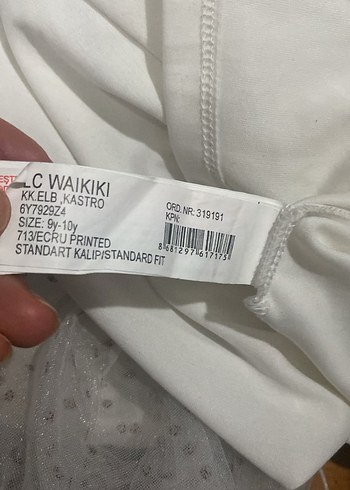 LC WAIKIKI
KK.ELB ,KASTRO
6Y7929Z4
SIZE: 9y-10y
713/ECRU PRINTED
STANDART KALIP/STANDARD FIT
ORD. NR: 319191
KPN:
8681297617175